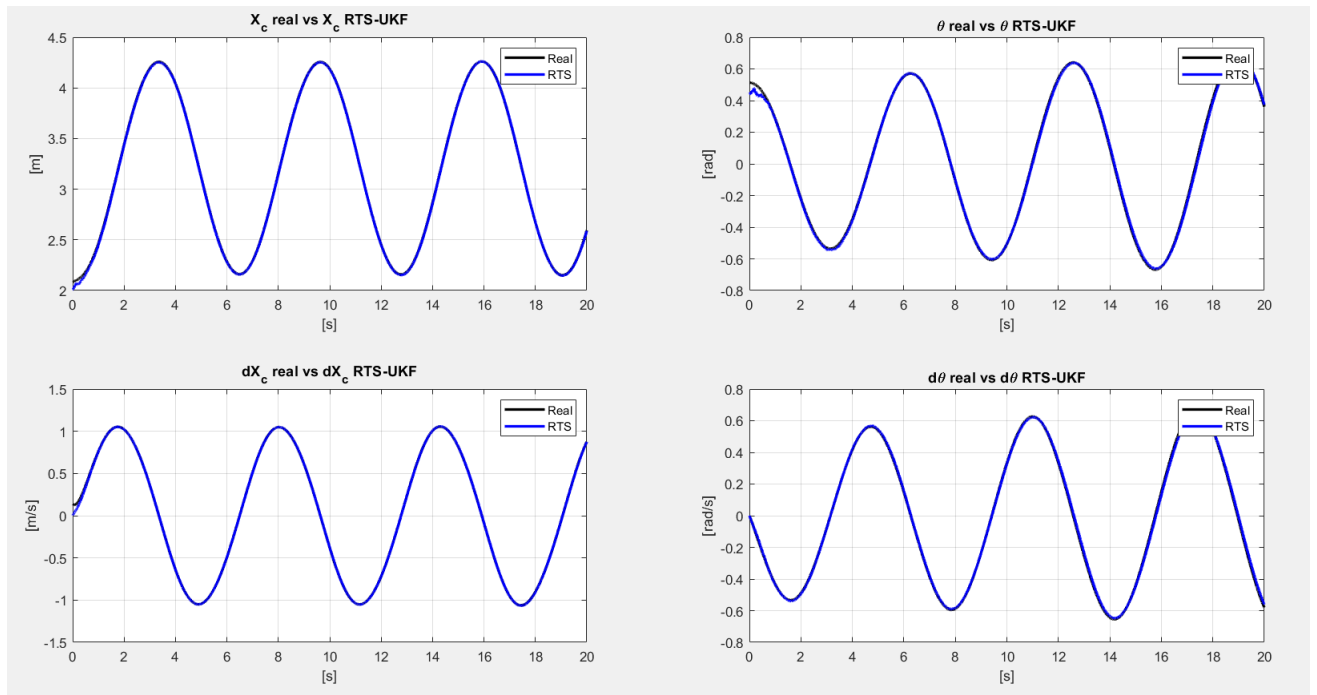 X_c real vs X_c RTS-UKF
4.5
4
3.5
3
2.5
2
[m]
Real
RTS
0 2 4 6 8 10 12 14 16 18 20
[s]
θ real vs θ RTS-UKF
0.8
0.6
0.4
0.2
0
-0.2
-0.4
-0.6
-0.8
[rad]
Real
RTS
0 2 4 6 8 10 12 14 16 18 20
[s]
dX_c real vs dX_c RTS-UKF
1.5
1
0.5
0
-0.5
-1
-1.5
[m/s]
Real
RTS
0 2 4 6 8 10 12 14 16 18 20
[s]
dθ real vs dθ RTS-UKF
0.8
0.6
0.4
0.2
0
-0.2
-0.4
-0.6
-0.8
[rad/s]
Real
RTS
0 2 4 6 8 10 12 14 16 18 20
[s]